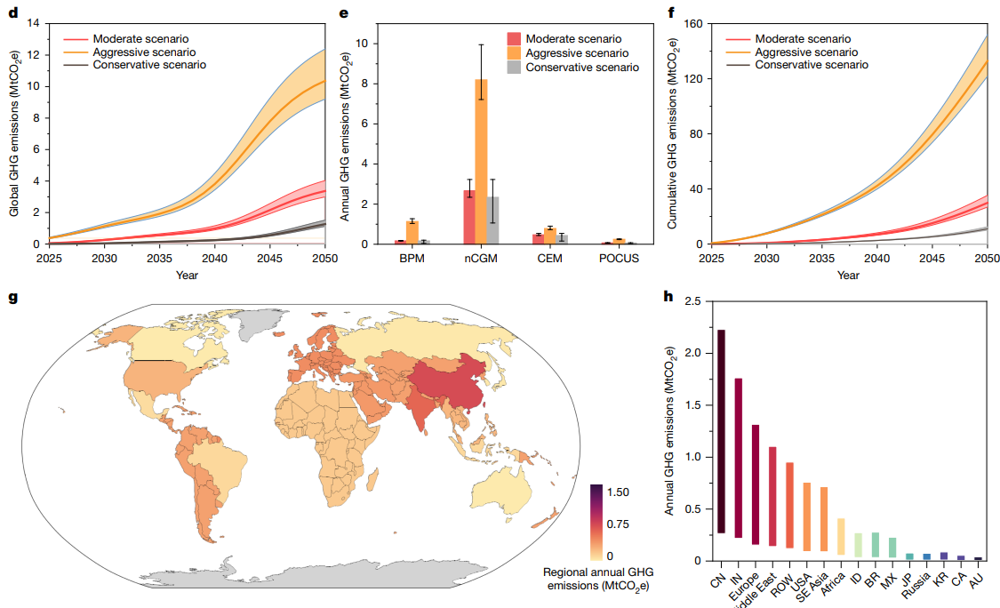 d
14
12
10
8
6
4
2
0
Global GHG emissions (MtCO2e)
Moderate scenario
Aggressive scenario
Conservative scenario
2025
2030
2035
2040
2045
2050
Year
e
10
8
6
4
2
0
Annual GHG emissions (MtCO2e)
Moderate scenario
Aggressive scenario
Conservative scenario
BPM
nCGM
CEM
POCUS
f
160
120
80
40
0
Cumulative GHG emissions (MtCO2e)
Moderate scenario
Aggressive scenario
Conservative scenario
2025
2030
2035
2040
2045
2050
Year
g
1.50
0.75
0
Regional annual GHG
emissions (MtCO2e)
h
2.5
2.0
1.5
1.0
0.5
0
Annual GHG emissions (MtCO2e)
CN
IN
Europe
iddle East
ROW
USA
SE Asia
Africa
ID
BR
MX
JP
Russia
KR
CA
AU